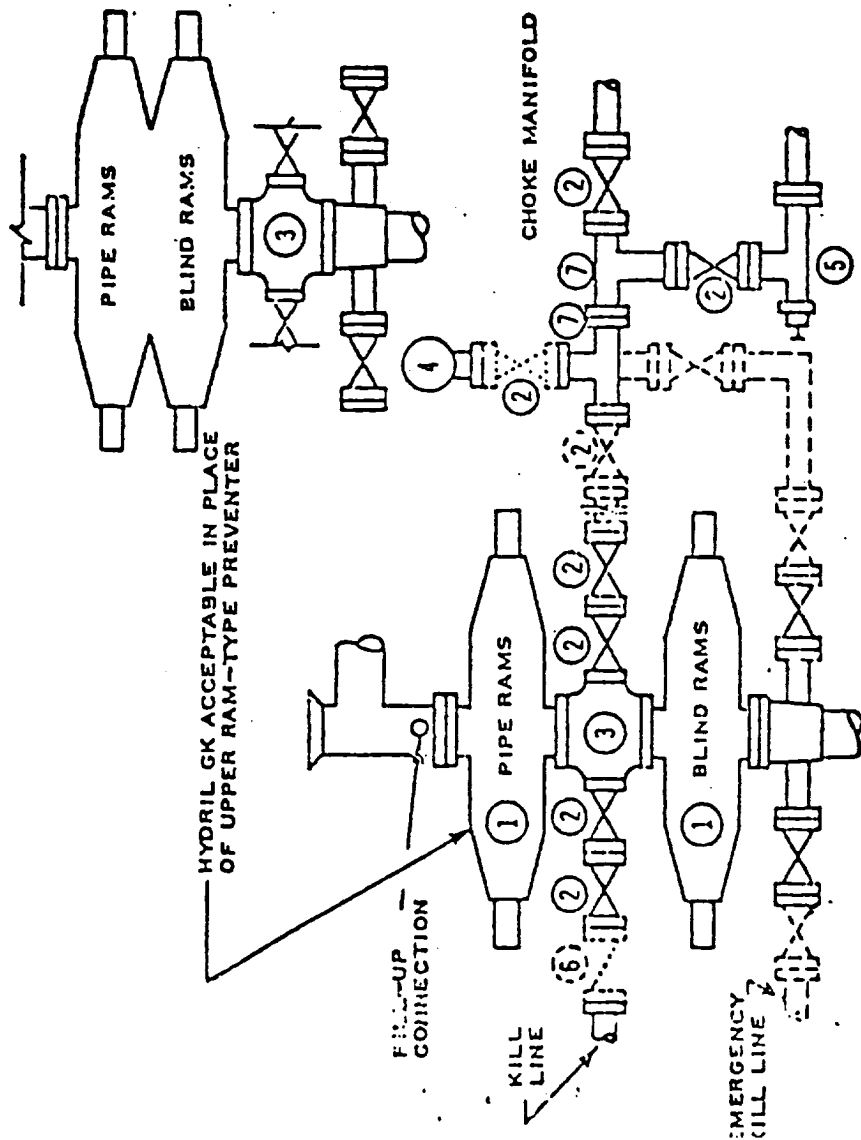 HYDRIL GK ACCEPTABLE IN PLACE
OF UPPER RAM-TYPE PREVENTER
PIPE RAMS
BLIND RAMS
3
CHOKE MANIFOLD
4
2
7
7
2
2
5
CONNECTION
2
1
PIPE RAMS
2
2
3
2
2
6
KILL
LINE
1
BLIND RAMS
KILL LINE